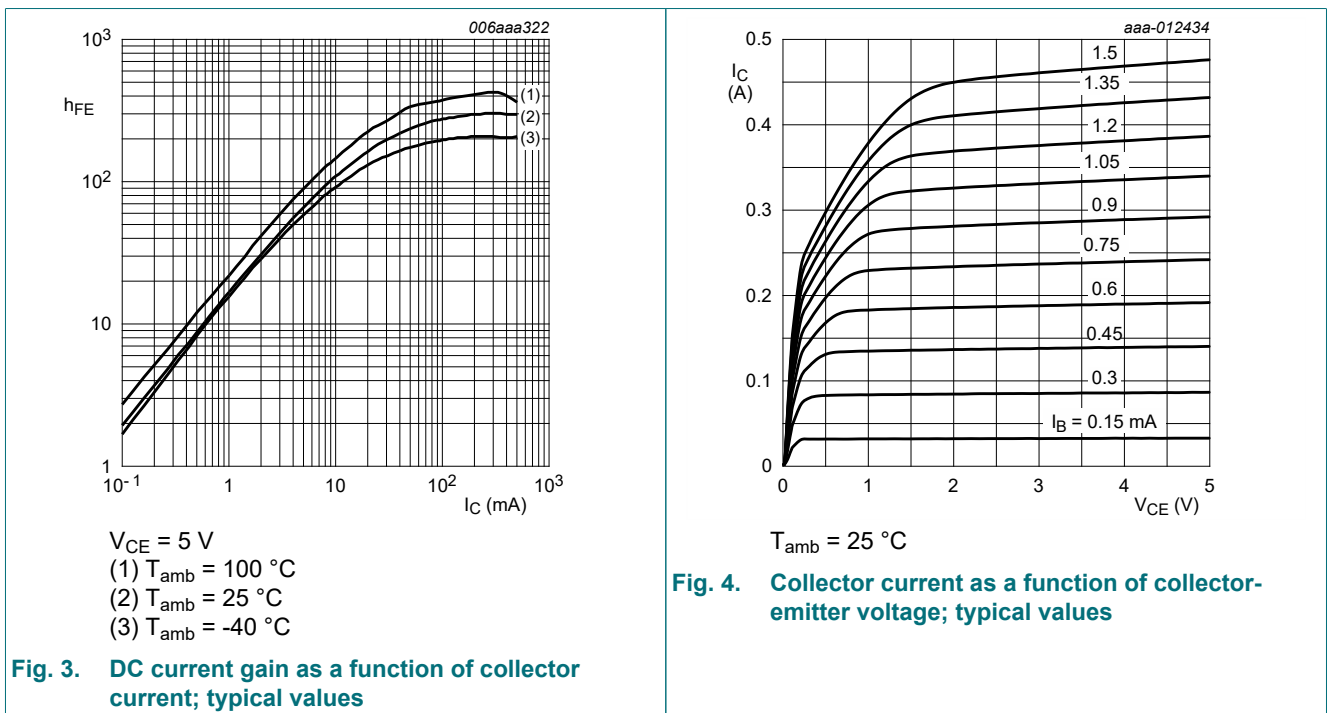 006aaa322
10³
h_FE
10²
10
1
10⁻¹
1
10
10²
10³
I_C (mA)
(1)
(2)
(3)
V_CE = 5 V
(1) T_amb = 100 °C
(2) T_amb = 25 °C
(3) T_amb = -40 °C
Fig. 3. DC current gain as a function of collector
current; typical values
aaa-012434
0.5
I_C
(A)
0.4
0.3
0.2
0.1
0
1.5
1.35
1.2
1.05
0.9
0.75
0.6
0.45
0.3
I_B = 0.15 mA
0
1
2
3
4
5
V_CE (V)
T_amb = 25 °C
Fig. 4. Collector current as a function of collector-
emitter voltage; typical values